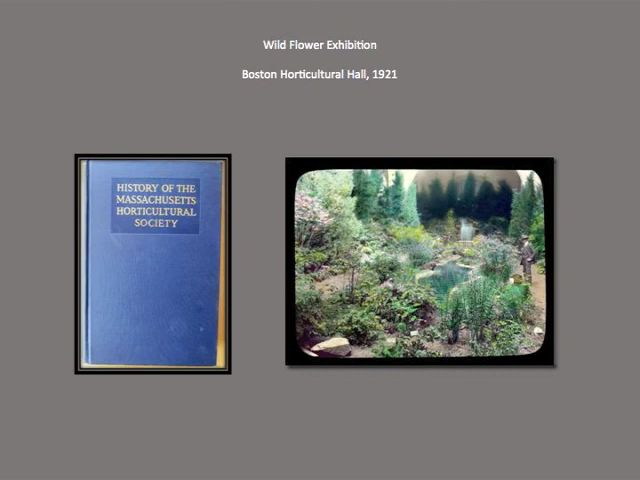 Wild Flower Exhibition
Boston Horticultural Hall, 1921
HISTORY OF THE
MASSACHUSETTS
HORTICULTURAL
SOCIETY